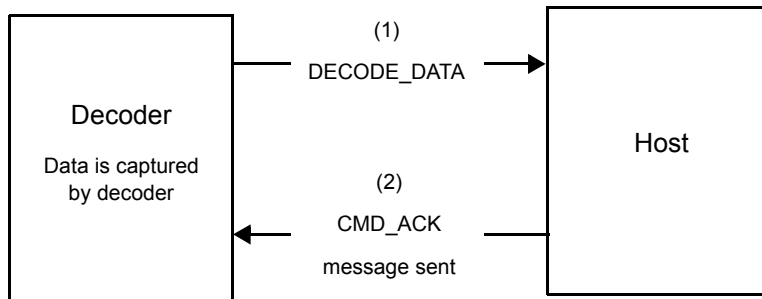 Decoder
Data is captured
by decoder
(1)
DECODE_DATA
(2)
CMD_ACK
message sent
Host